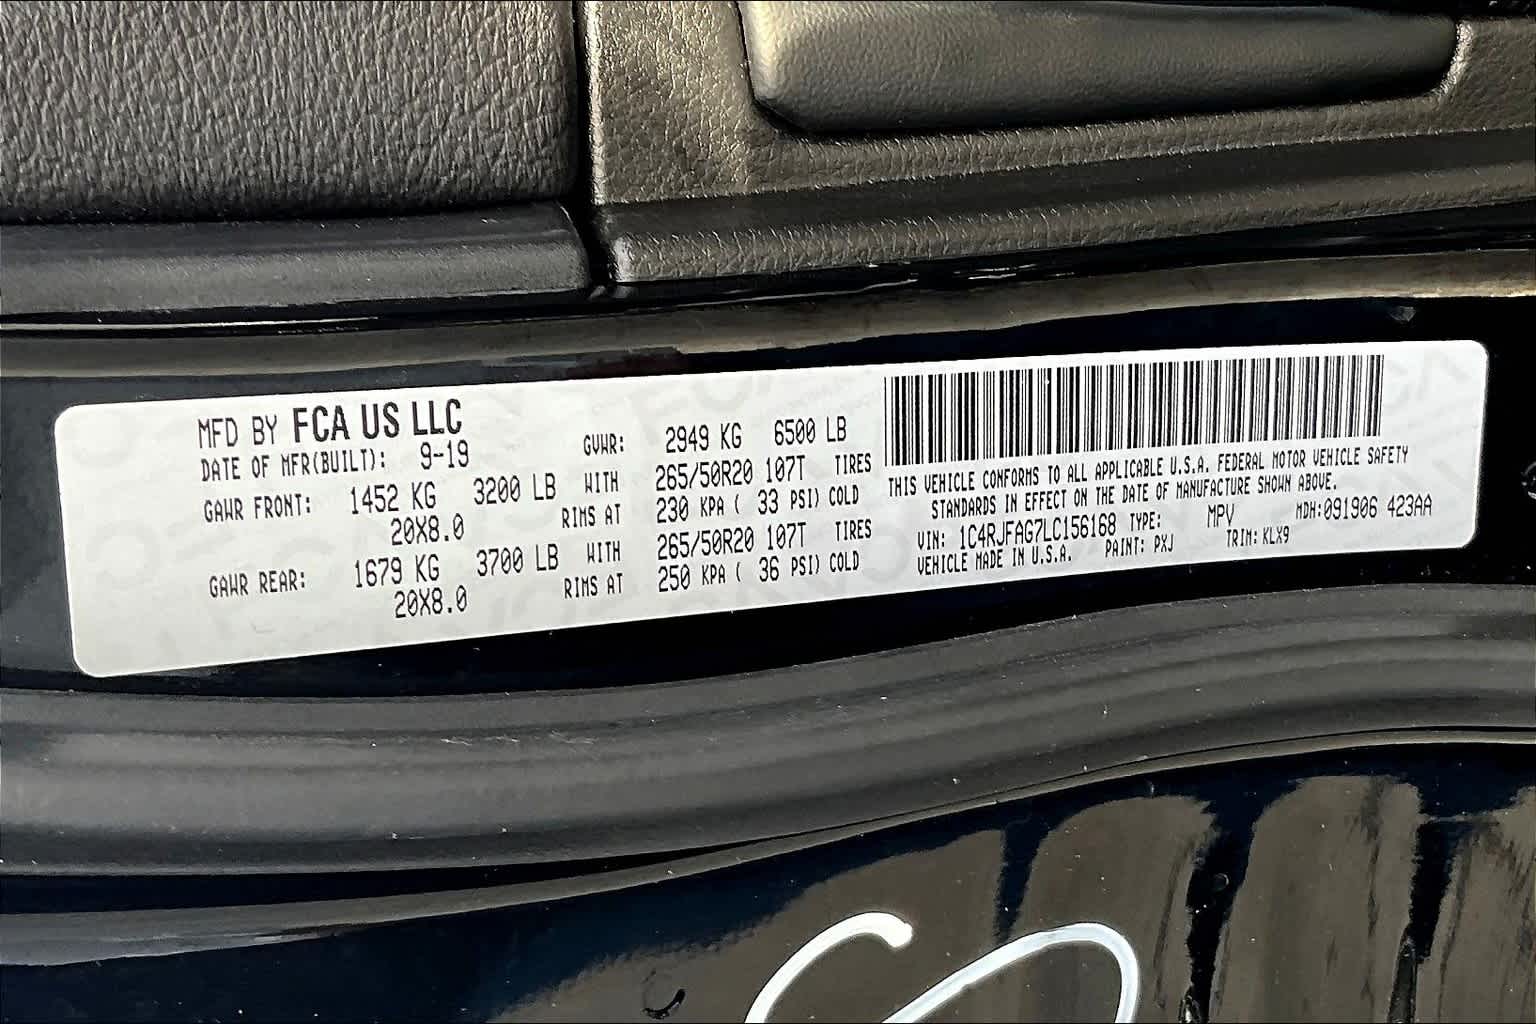 MFD BY FCA US LLC
DATE OF MFR(BUILT): 9-19
GVWR: 2949 KG 6500 LB
GAWR FRONT: 1452 KG 3200 LB WITH 265/50R20 107T TIRES
20X8.0 RIMS AT 230 KPA ( 33 PSI) COLD
GAWR REAR: 1679 KG 3700 LB WITH 265/50R20 107T TIRES
20X8.0 RIMS AT 250 KPA ( 36 PSI) COLD
THIS VEHICLE CONFORMS TO ALL APPLICABLE U.S.A. FEDERAL MOTOR VEHICLE SAFETY
STANDARDS IN EFFECT ON THE DATE OF MANUFACTURE SHOWN ABOVE.
VIN: 1C4RJFAG7LC156168 TYPE: MPV MDH:091906 423AA
VEHICLE MADE IN U.S.A. PAINT: PXJ TRIM: KLX9